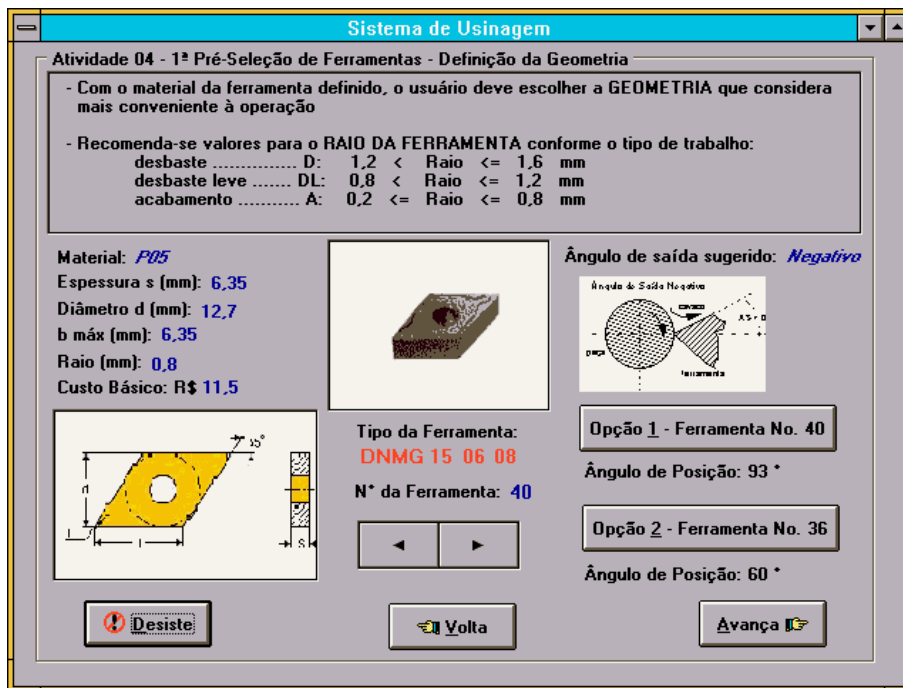 Sistema de Usinagem
Atividade 04 - 1ª Pré-Seleção de Ferramentas - Definição da Geometria
- Com o material da ferramenta definido, o usuário deve escolher a GEOMETRIA que considera
mais conveniente à operação
- Recomenda-se valores para o RAIO DA FERRAMENTA conforme o tipo de trabalho:
desbaste .............. D: 1,2 < Raio <= 1,6 mm
desbaste leve ....... DL: 0,8 < Raio <= 1,2 mm
acabamento .......... A: 0,2 <= Raio <= 0,8 mm
Material: P05
Espessura s (mm): 6,35
Diâmetro d (mm): 12,7
b máx (mm): 6,35
Raio (mm): 0,8
Custo Básico: R$ 11,5
d
l
s
Tipo da Ferramenta:
DNMG 15 06 08
N° da Ferramenta: 40
Ângulo de saída sugerido: Negativo
Ângulo de Saída Negativo
peça
ferramenta
Opção 1 - Ferramenta No. 40
Ângulo de Posição: 93 °
Opção 2 - Ferramenta No. 36
Ângulo de Posição: 60 °
Desiste
Volta
Avança